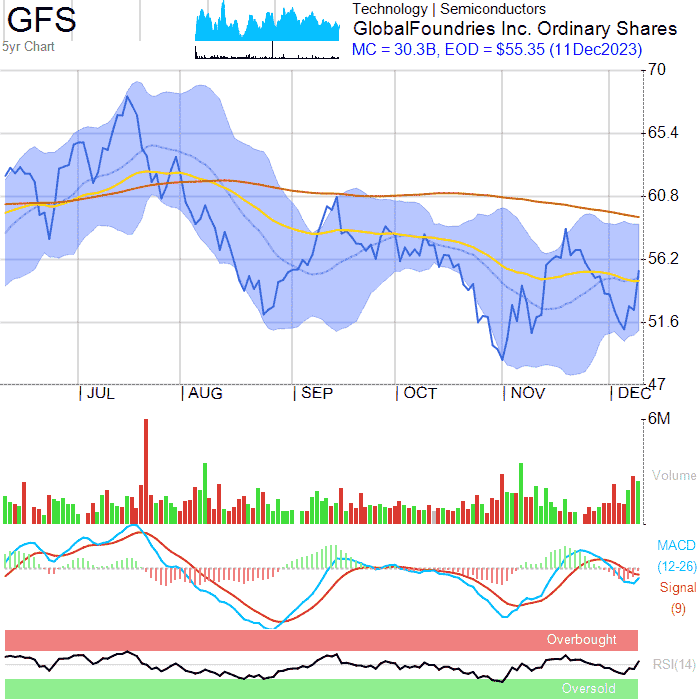 GFS
5yr Chart
Technology | Semiconductors
GlobalFoundries Inc. Ordinary Shares
MC = 30.3B, EOD = $55.35 (11Dec2023)
70
65.4
60.8
56.2
51.6
47
JUL AUG SEP OCT NOV DEC
6M
Volume
MACD
(12-26)
Signal
(9)
Overbought
RSI(14)
Oversold